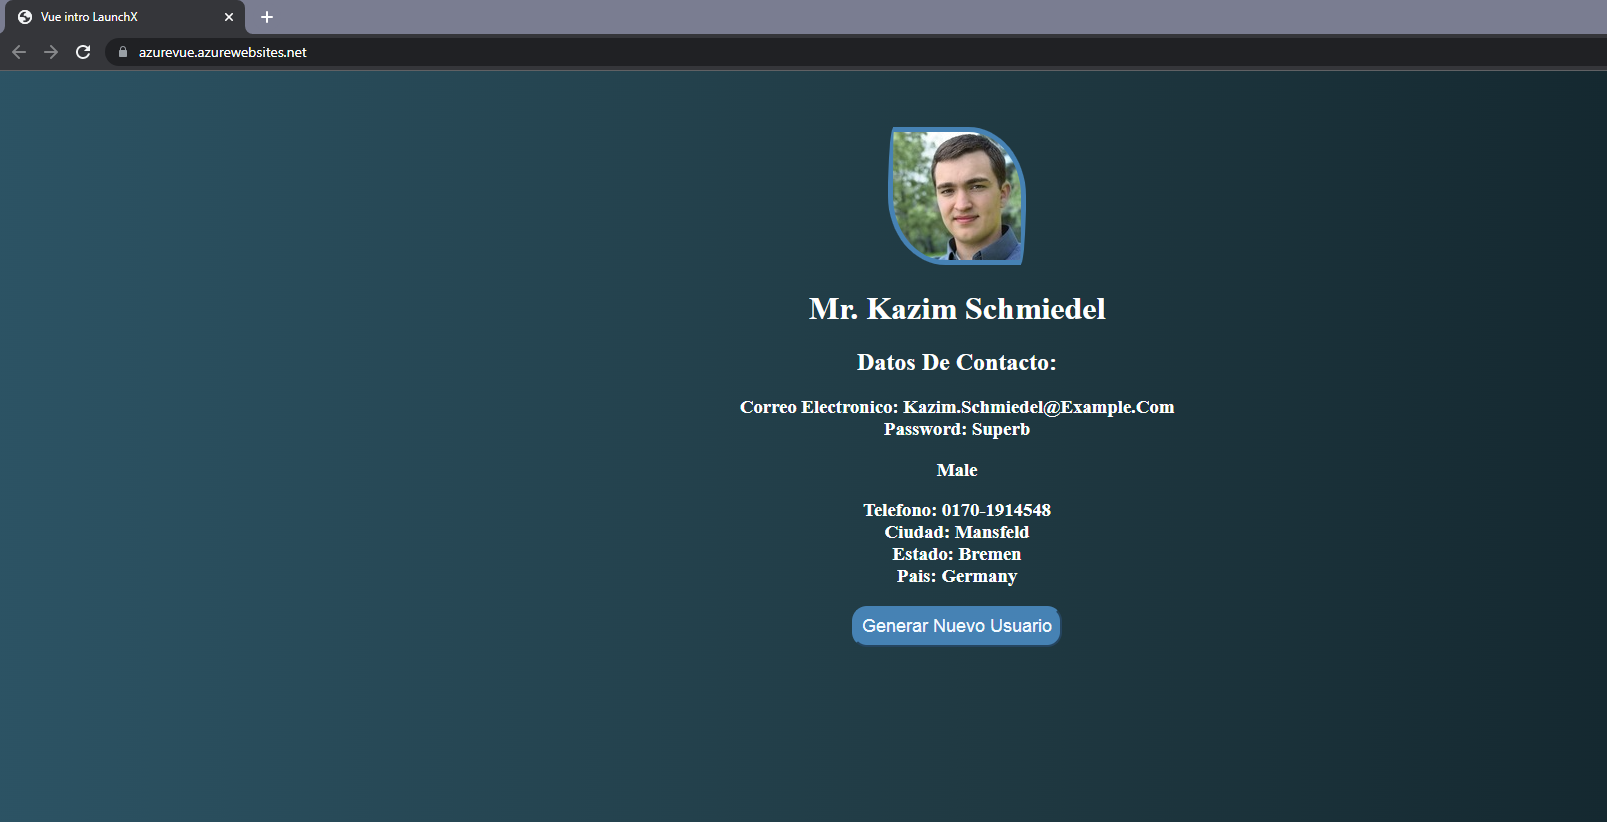 Vue intro LaunchX
azurevue.azurewebsites.net
Mr. Kazim Schmiedel
Datos De Contacto:
Correo Electronico: Kazim.Schmiedel@Example.Com
Password: Superb
Male
Telefono: 0170-1914548
Ciudad: Mansfeld
Estado: Bremen
Pais: Germany
Generar Nuevo Usuario